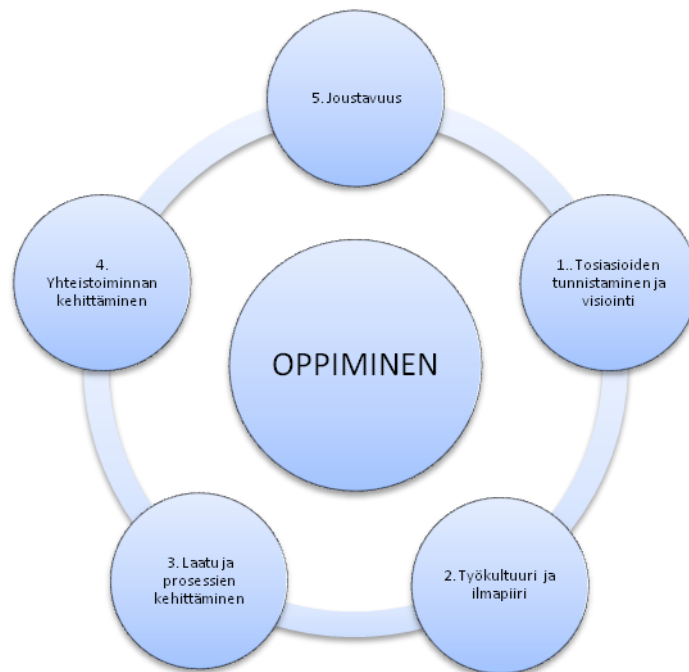 5. Joustavuus
4.
Yhteistoiminnan
kehittäminen
1.. Tosiasioiden
tunnistaminen ja
visiointi
OPPIMINEN
3. Laatu ja
prosessien
kehittäminen
2. Työkultuuri ja
ilmapiiri